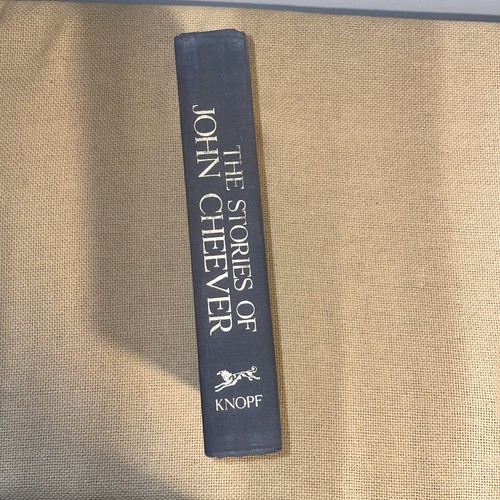 THE STORIES OF
JOHN CHEEVER
KNOPF